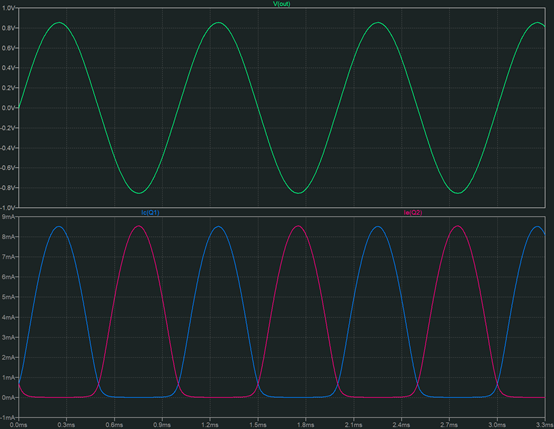 V(out)
1.0V
0.8V
0.6V
0.4V
0.2V
0.0V
-0.2V
-0.4V
-0.6V
-0.8V
-1.0V
Ic(Q1) Ie(Q2)
9mA
8mA
7mA
6mA
5mA
4mA
3mA
2mA
1mA
0mA
-1mA
0.0ms 0.3ms 0.6ms 0.9ms 1.2ms 1.5ms 1.8ms 2.1ms 2.4ms 2.7ms 3.0ms 3.3ms